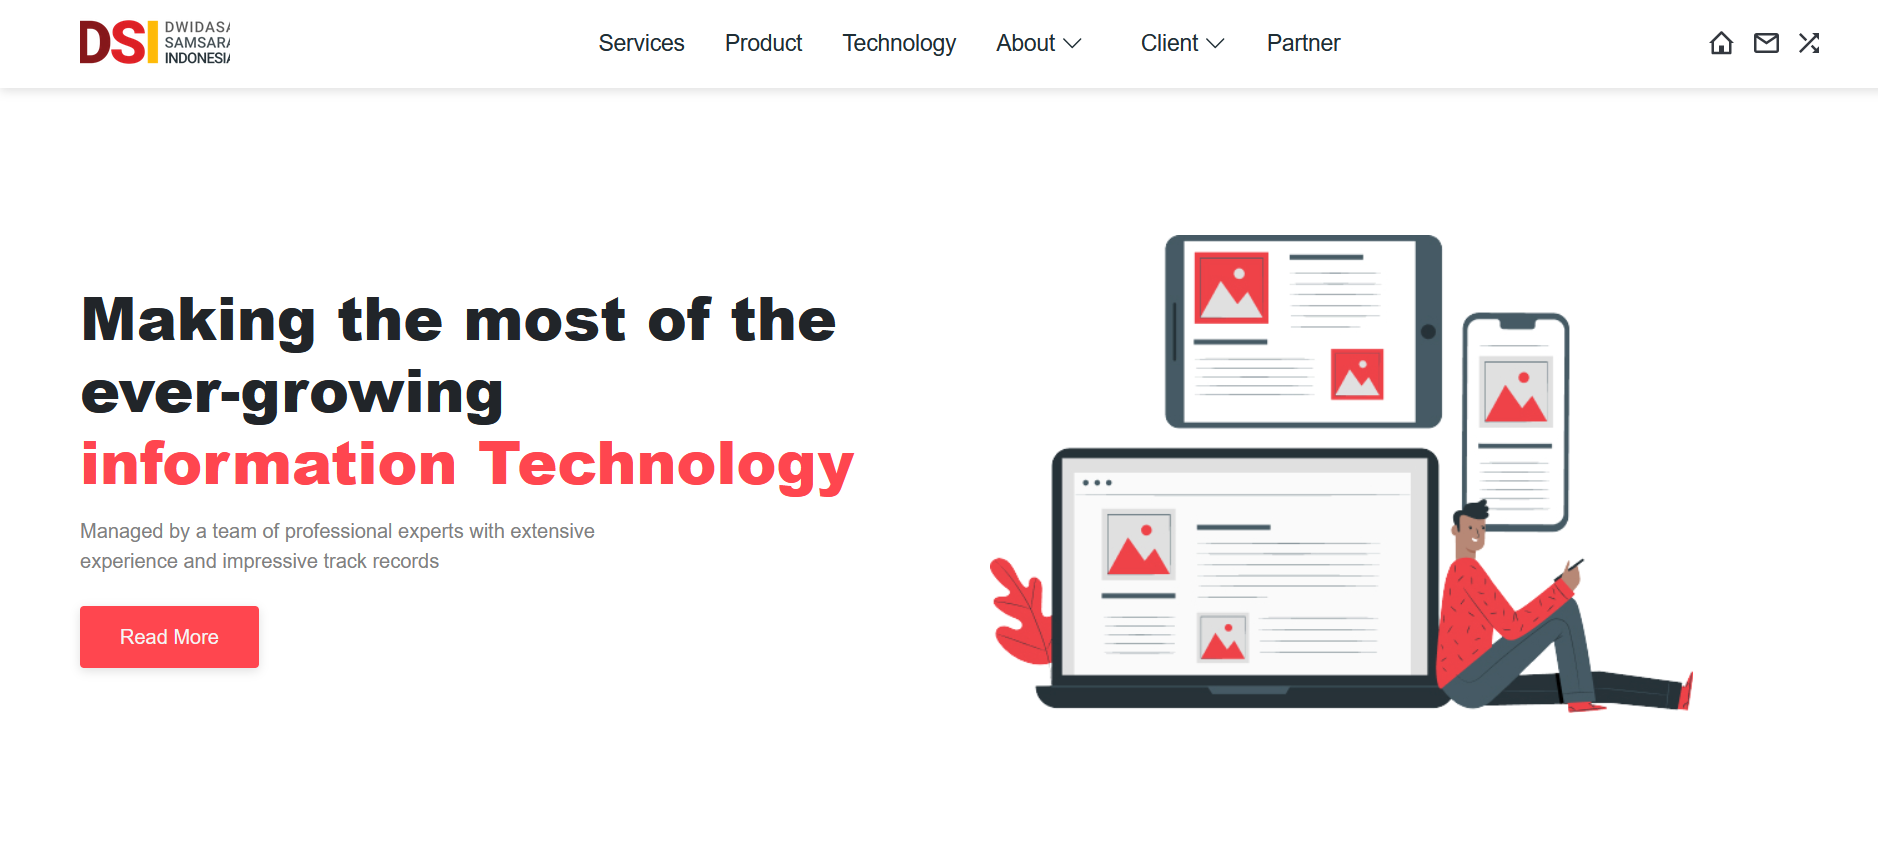 DSI
DWIDASA
SAMSARA
INDONESIA
Services Product Technology About Client Partner
Making the most of the
ever-growing
information Technology
Managed by a team of professional experts with extensive
experience and impressive track records
Read More